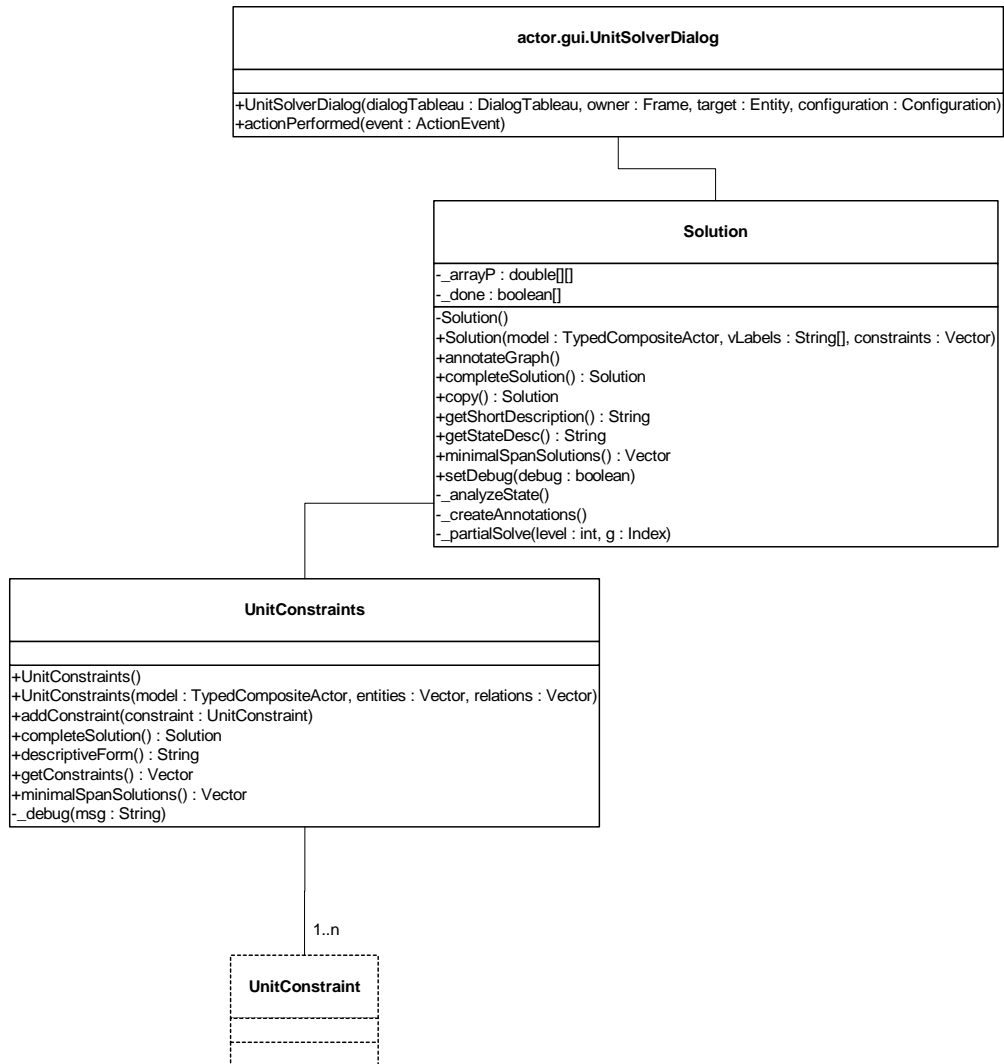 actor.gui.UnitSolverDialog
+UnitSolverDialog(dialogTableau : DialogTableau, owner : Frame, target : Entity, configuration : Configuration)
+actionPerformed(event : ActionEvent)
Solution
-_arrayP : double[][]
-_done : boolean[]
-Solution()
+Solution(model : TypedCompositeActor, vLabels : String[], constraints : Vector)
+annotateGraph()
+completeSolution() : Solution
+copy() : Solution
+getShortDescription() : String
+getStateDesc() : String
+minimalSpanSolutions() : Vector
+setDebug(debug : boolean)
-_analyzeState()
-_createAnnotations()
-_partialSolve(level : int, g : Index)
UnitConstraints
+UnitConstraints()
+UnitConstraints(model : TypedCompositeActor, entities : Vector, relations : Vector)
+addConstraint(constraint : UnitConstraint)
+completeSolution() : Solution
+descriptiveForm() : String
+getConstraints() : Vector
+minimalSpanSolutions() : Vector
-_debug(msg : String)
1..n
UnitConstraint